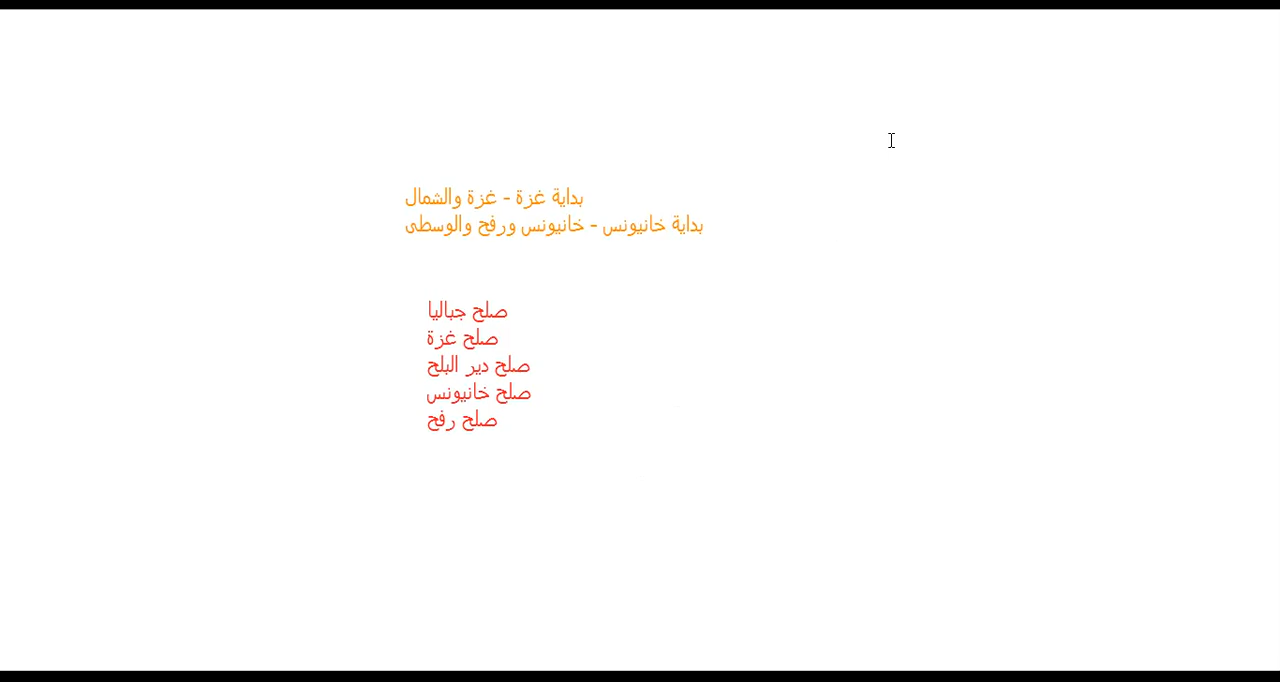 بداية غزة - غزة والشمال
بداية خانيونس - خانيونس ورفح والوسطى
صلح جباليا
صلح غزة
صلح دير البلح
صلح خانيونس
صلح رفح